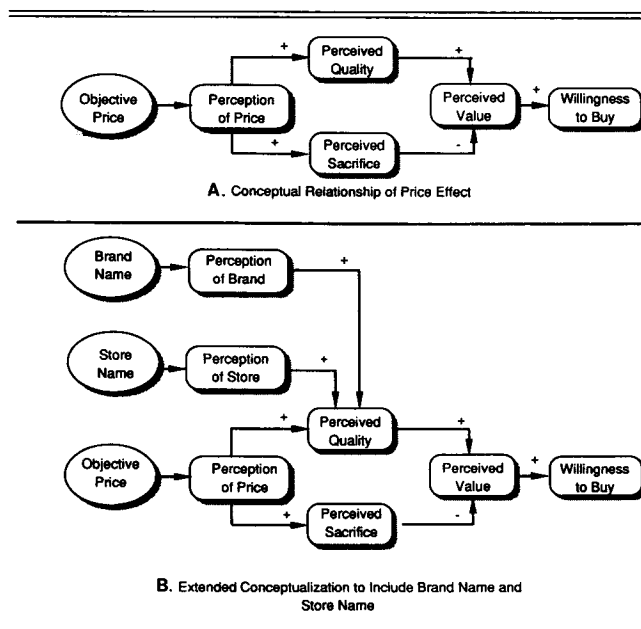 +
Perceived
Quality
+
Objective
Price
Perception
of Price
Perceived
Value
+
Willingness
to Buy
+
Perceived
Sacrifice
-
A. Conceptual Relationship of Price Effect
Brand
Name
Perception
of Brand
+
Store
Name
Perception
of Store
+
+
Perceived
Quality
+
Objective
Price
Perception
of Price
Perceived
Value
+
Willingness
to Buy
+
Perceived
Sacrifice
-
B. Extended Conceptualization to Include Brand Name and
Store Name